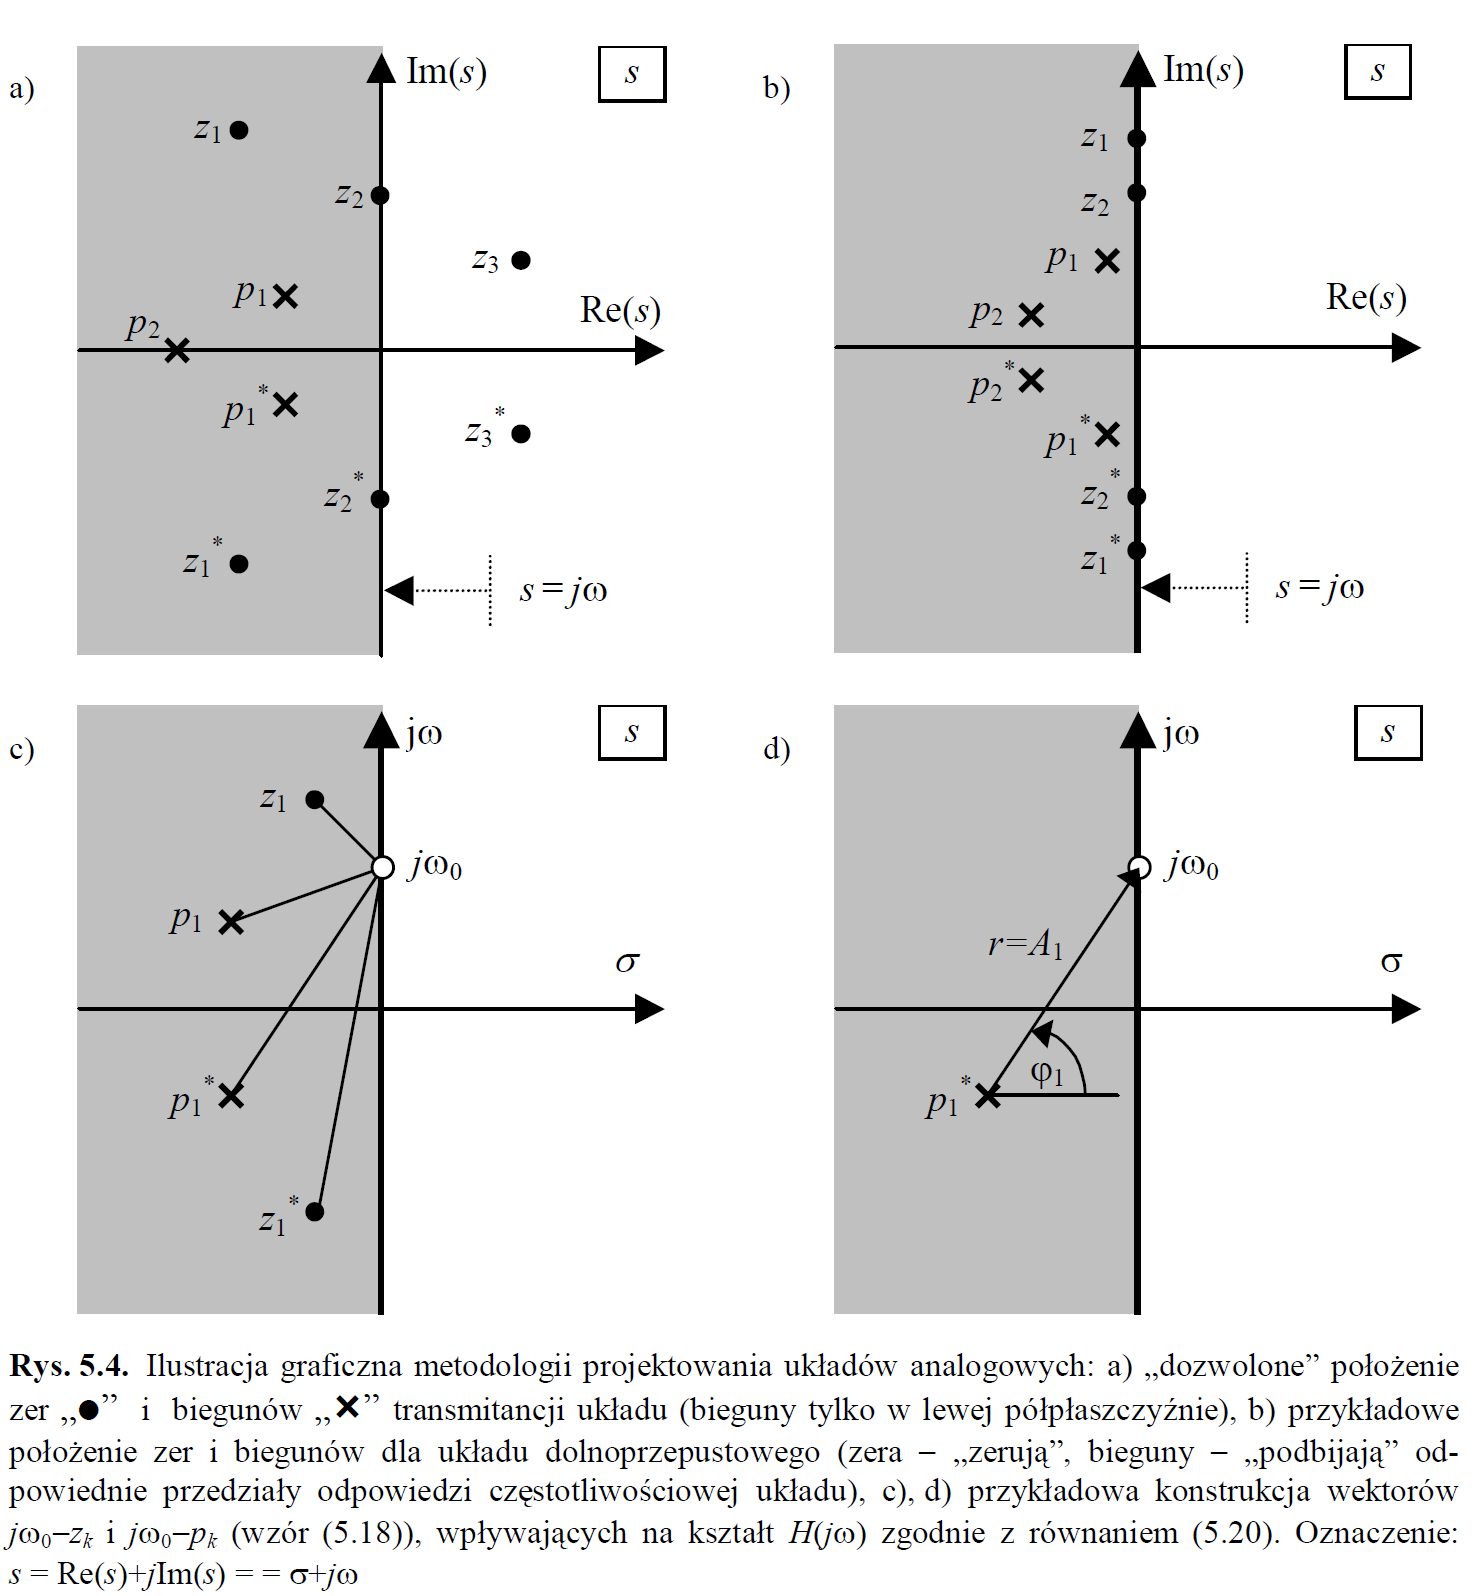 a)
Im(s)
s
z1
z2
z3
p1
Re(s)
p2
p1*
z3*
z2*
z1*
s = jω
b)
Im(s)
s
z1
z2
p1
Re(s)
p2
p2*
p1*
z2*
z1*
s = jω
c)
jω
s
z1
jω0
p1
σ
p1*
z1*
d)
jω
s
jω0
r=A1
σ
φ1
p1*
Rys. 5.4. Ilustracja graficzna metodologii projektowania układów analogowych: a) „dozwolone” położenie
zer „●” i biegunów „×” transmitancji układu (bieguny tylko w lewej półpłaszczyźnie), b) przykładowe
położenie zer i biegunów dla układu dolnoprzepustowego (zera – „zerują”, bieguny – „podbijają” od-
powiednie przedziały odpowiedzi częstotliwościowej układu), c), d) przykładowa konstrukcja wektorów
jω0–zk i jω0–pk (wzór (5.18)), wpływających na kształt H(jω) zgodnie z równaniem (5.20). Oznaczenie:
s = Re(s)+jIm(s) = = σ+jω